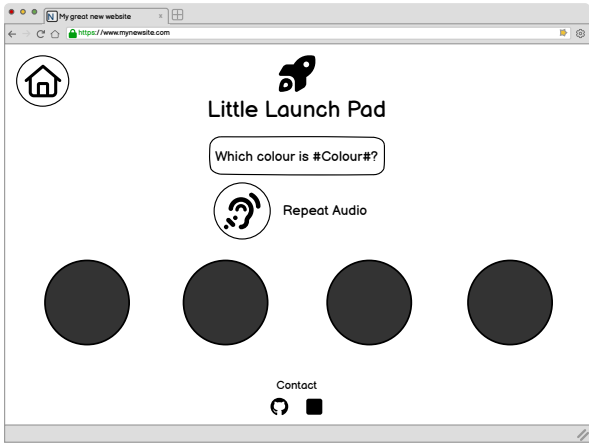 My great new website
https://www.mynewsite.com
Little Launch Pad
Which colour is #Colour#?
Repeat Audio
Contact